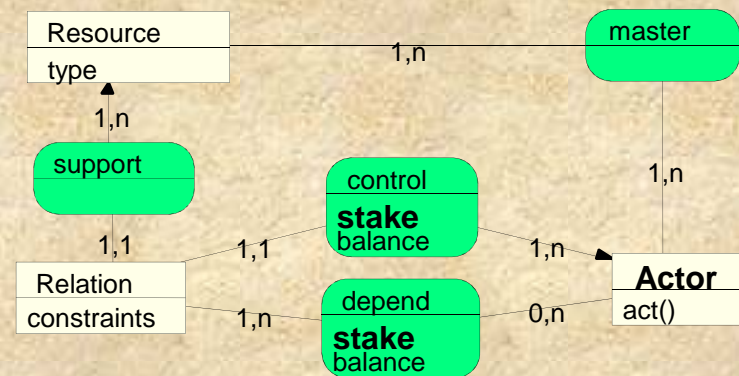 Resource
type
1,n
master
1,n
support
1,n
control
stake
balance
1,1
1,1
1,n
Relation
constraints
Actor
act()
depend
stake
balance
1,n
0,n